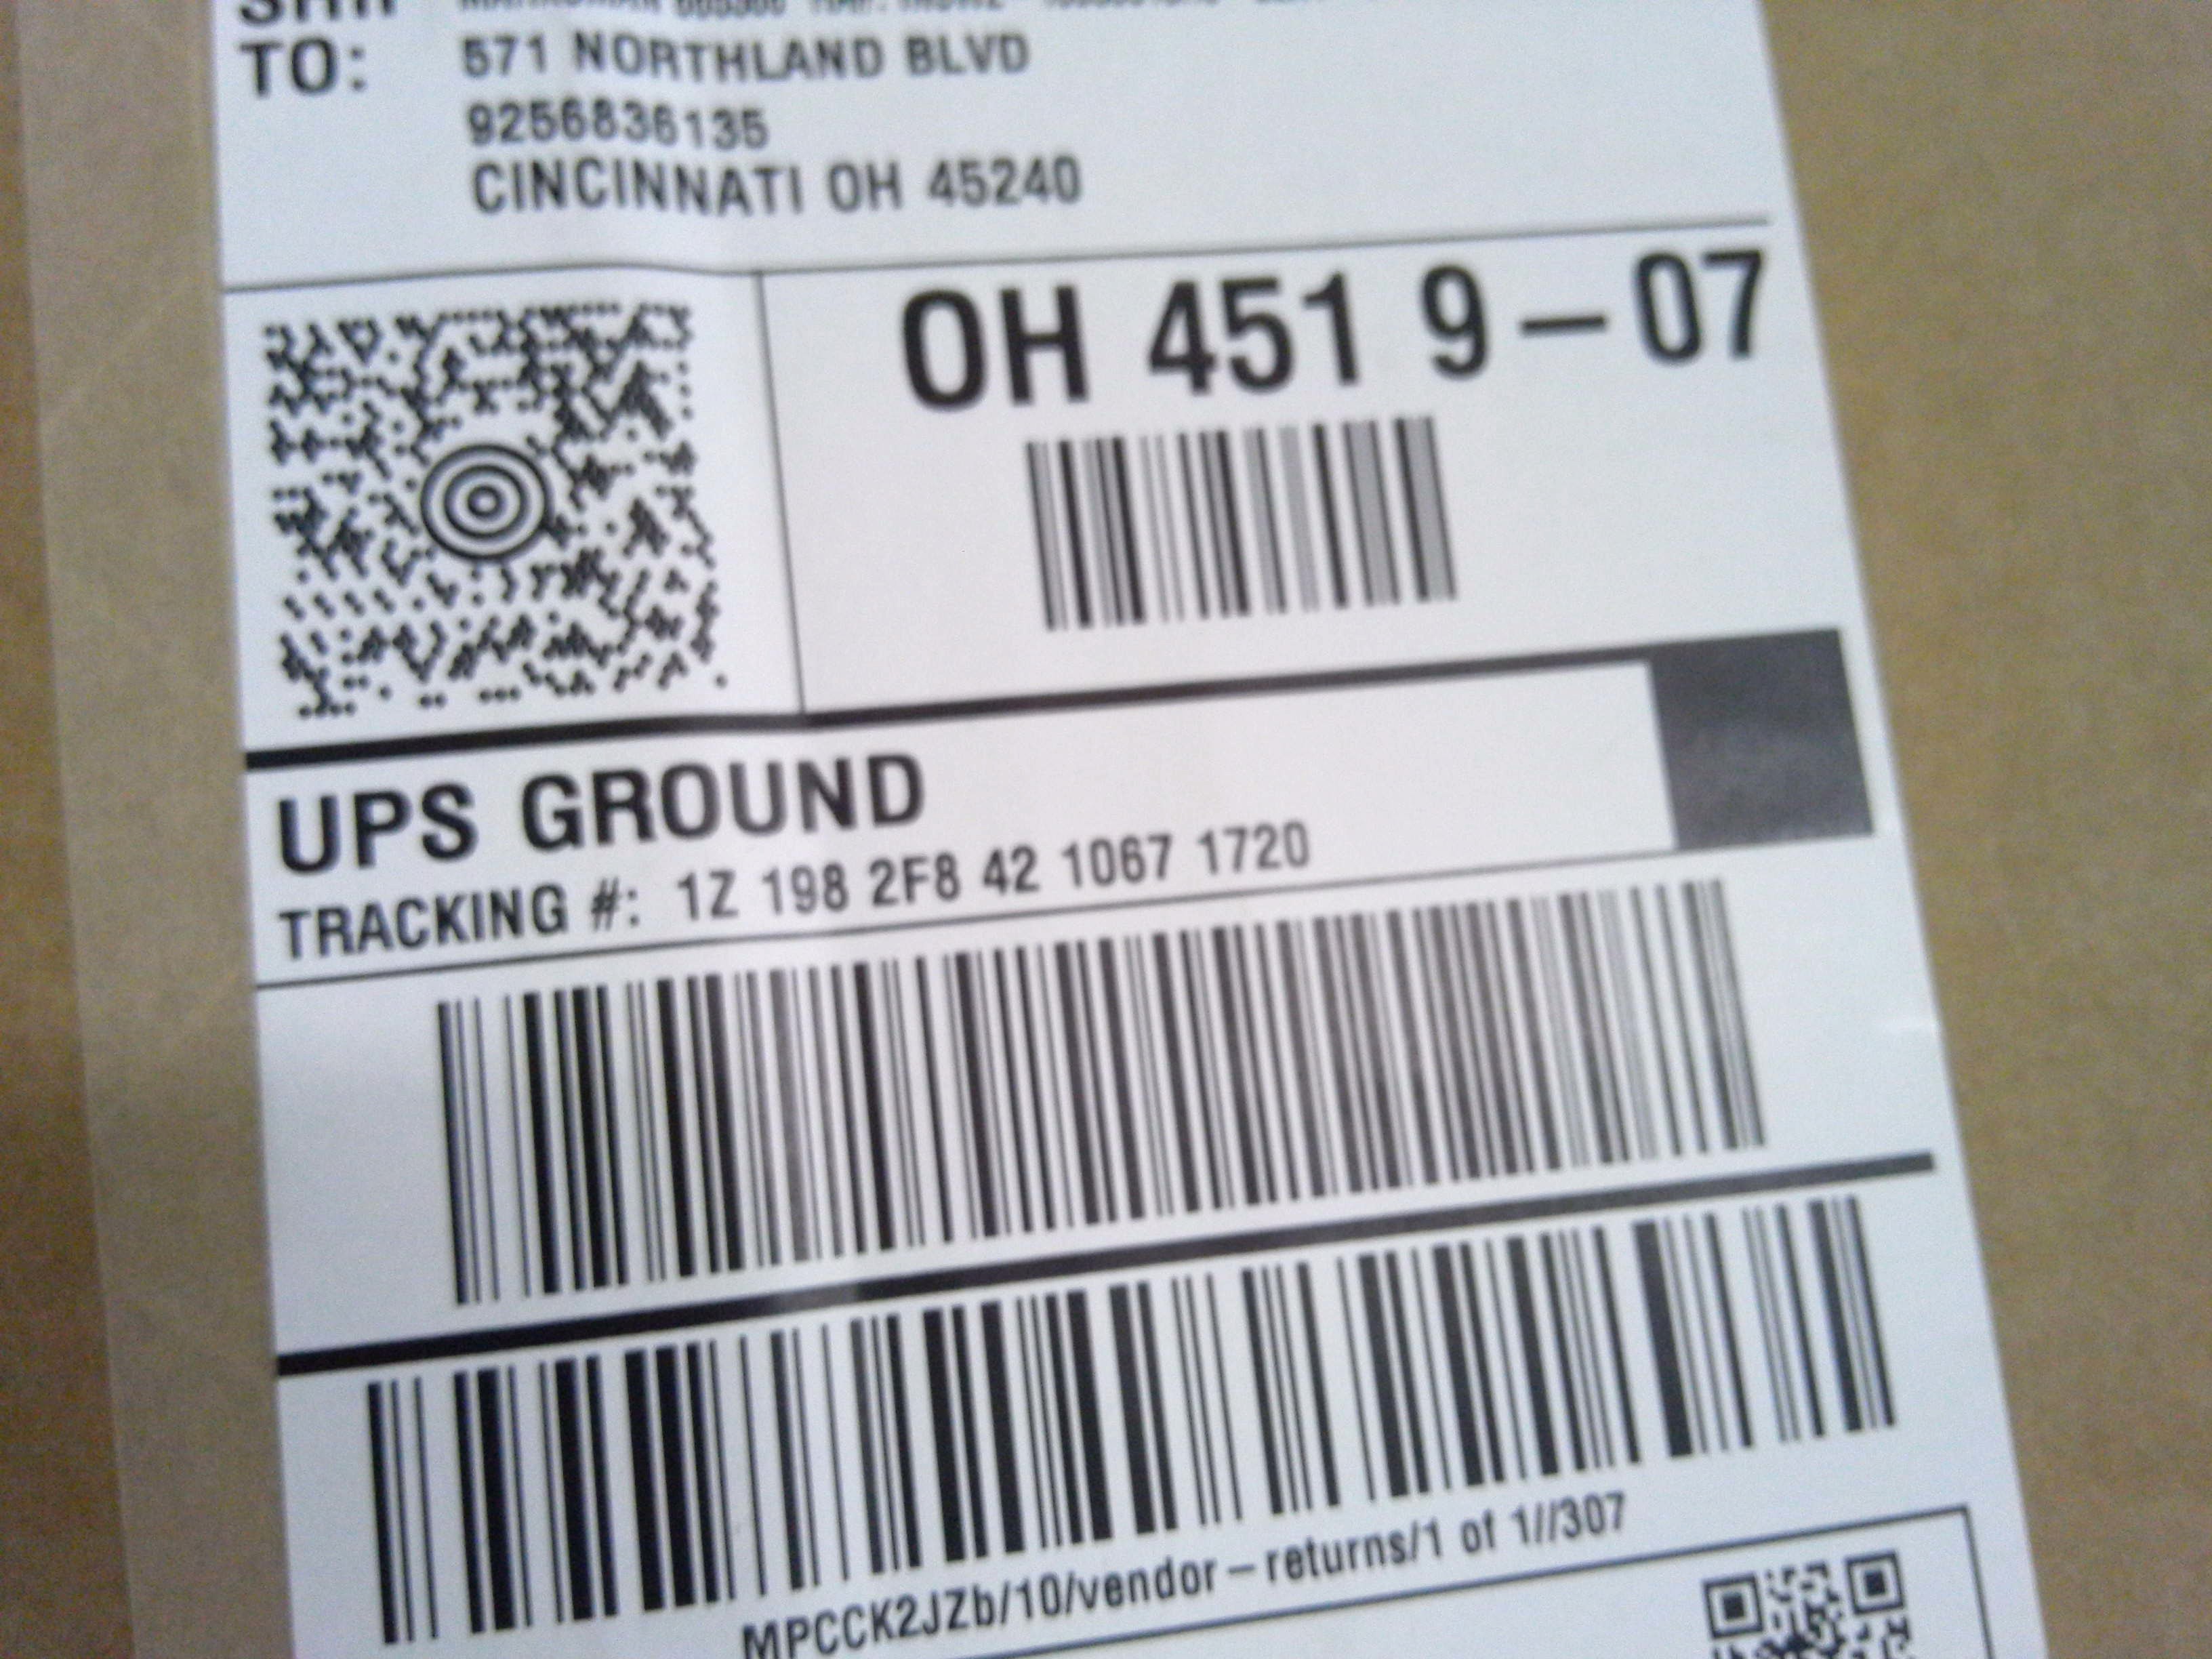 SHIP
TO:
571 NORTHLAND BLVD
9256836135
CINCINNATI OH 45240
OH 451 9-07
UPS GROUND
TRACKING #: 1Z 198 2F8 42 1067 1720
MPCCK2JZb/10/vendor-returns/1 of 1//307